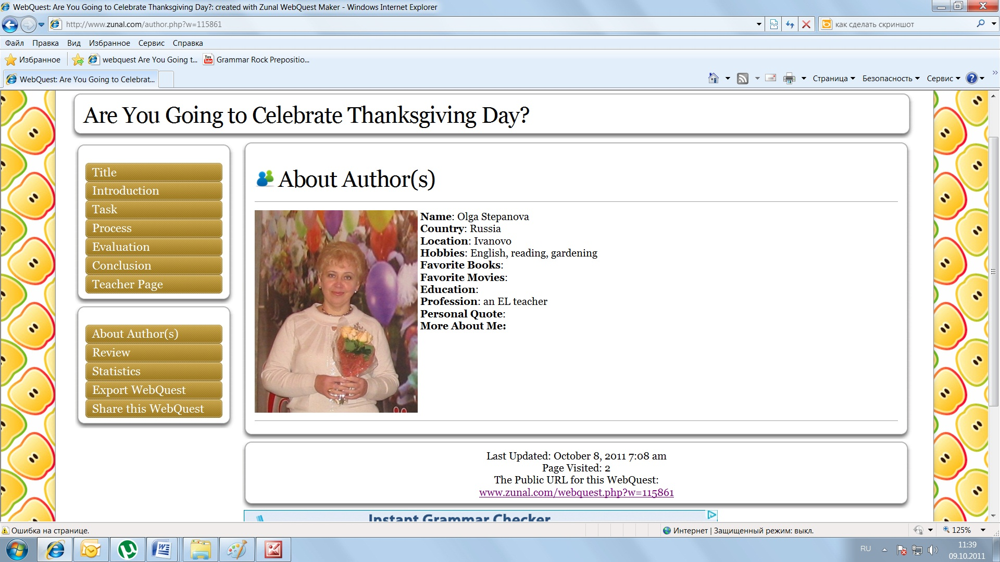 WebQuest: Are You Going to Celebrate Thanksgiving Day?: created with Zunal WebQuest Maker - Windows Internet Explorer
http://www.zunal.com/author.php?w=115861
как сделать скриншот
Файл Правка Вид Избранное Сервис Справка
Избранное webquest Are You Going t... You Tube Grammar Rock Prepositio...
WebQuest: Are You Going to Celebrat... Страница Безопасность Сервис
Are You Going to Celebrate Thanksgiving Day?
Title
Introduction
Task
Process
Evaluation
Conclusion
Teacher Page
About Author(s)
Review
Statistics
Export WebQuest
Share this WebQuest
About Author(s)
Name: Olga Stepanova
Country: Russia
Location: Ivanovo
Hobbies: English, reading, gardening
Favorite Books:
Favorite Movies:
Education:
Profession: an EL teacher
Personal Quote:
More About Me:
Last Updated: October 8, 2011 7:08 am
Page Visited: 2
The Public URL for this WebQuest:
www.zunal.com/webquest.php?w=115861
Instant Grammar Checker
Ошибка на странице. Интернет | Защищенный режим: выкл. 125%
RU 11:39
09.10.2011